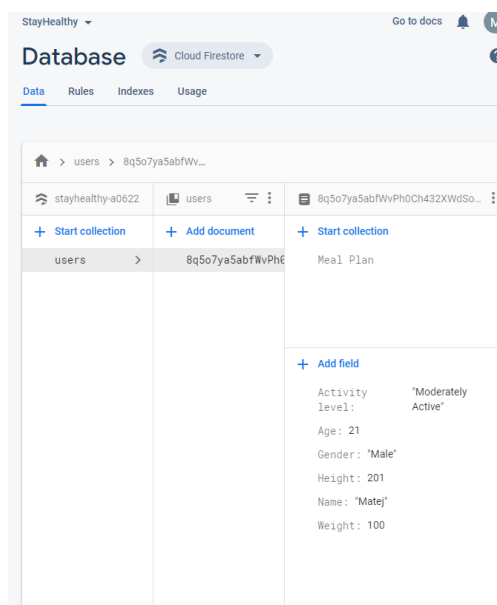 StayHealthy
Go to docs
M
Database
Cloud Firestore
?
Data Rules Indexes Usage
> users > 8q5o7ya5abfWv...
stayhealthy-a0622
users
8q5o7ya5abfWvPh0Ch432XWdSo...
+ Start collection
+ Add document
+ Start collection
users >
8q5o7ya5abfWvPh0
Meal Plan
+ Add field
Activity level: "Moderately Active"
Age: 21
Gender: "Male"
Height: 201
Name: "Matej"
Weight: 100